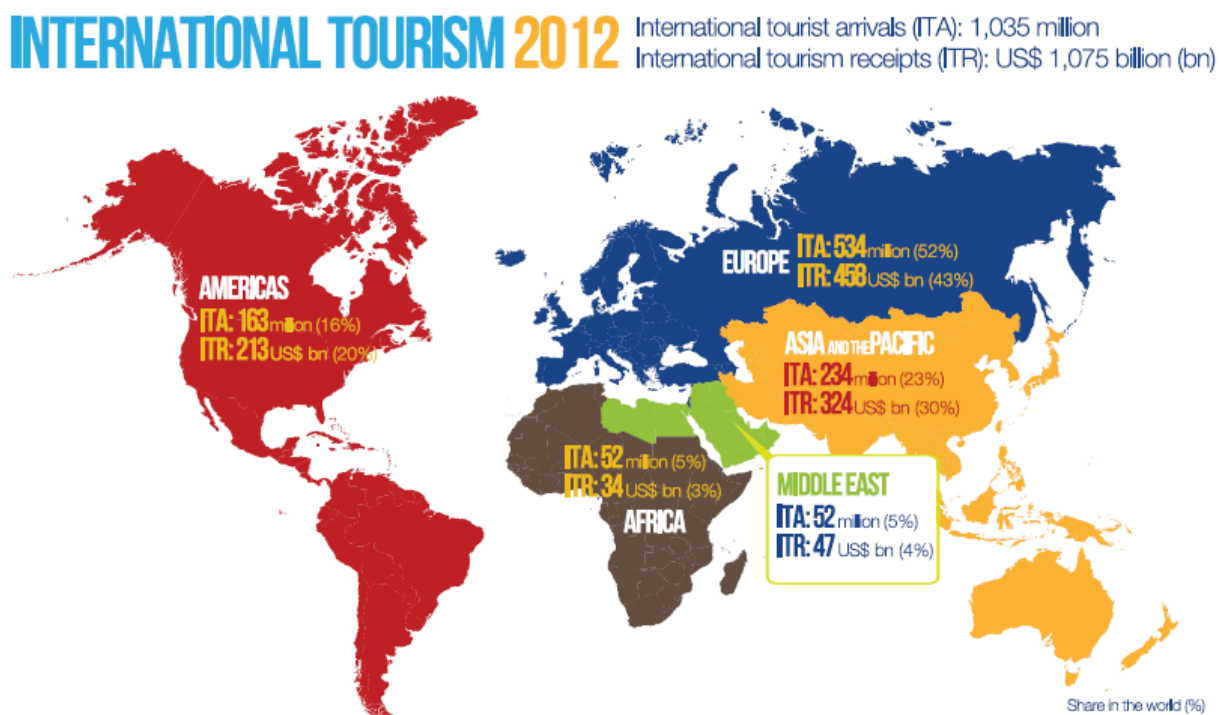 INTERNATIONAL TOURISM 2012
International tourist arrivals (ITA): 1,035 million
International tourism receipts (ITR): US$ 1,075 billion (bn)
AMERICAS
ITA: 163 million (16%)
ITR: 213 US$ bn (20%)
EUROPE
ITA: 534 million (52%)
ITR: 458 US$ bn (43%)
ASIA AND THE PACIFIC
ITA: 234 million (23%)
ITR: 324 US$ bn (30%)
ITA: 52 million (5%)
ITR: 34 US$ bn (3%)
AFRICA
MIDDLE EAST
ITA: 52 million (5%)
ITR: 47 US$ bn (4%)
Share in the world (%)